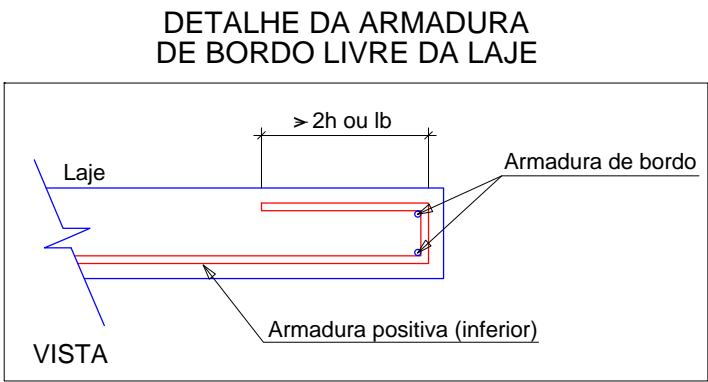 DETALHE DA ARMADURA
DE BORDO LIVRE DA LAJE
⩾ 2h ou lb
Laje
Armadura de bordo
Armadura positiva (inferior)
VISTA